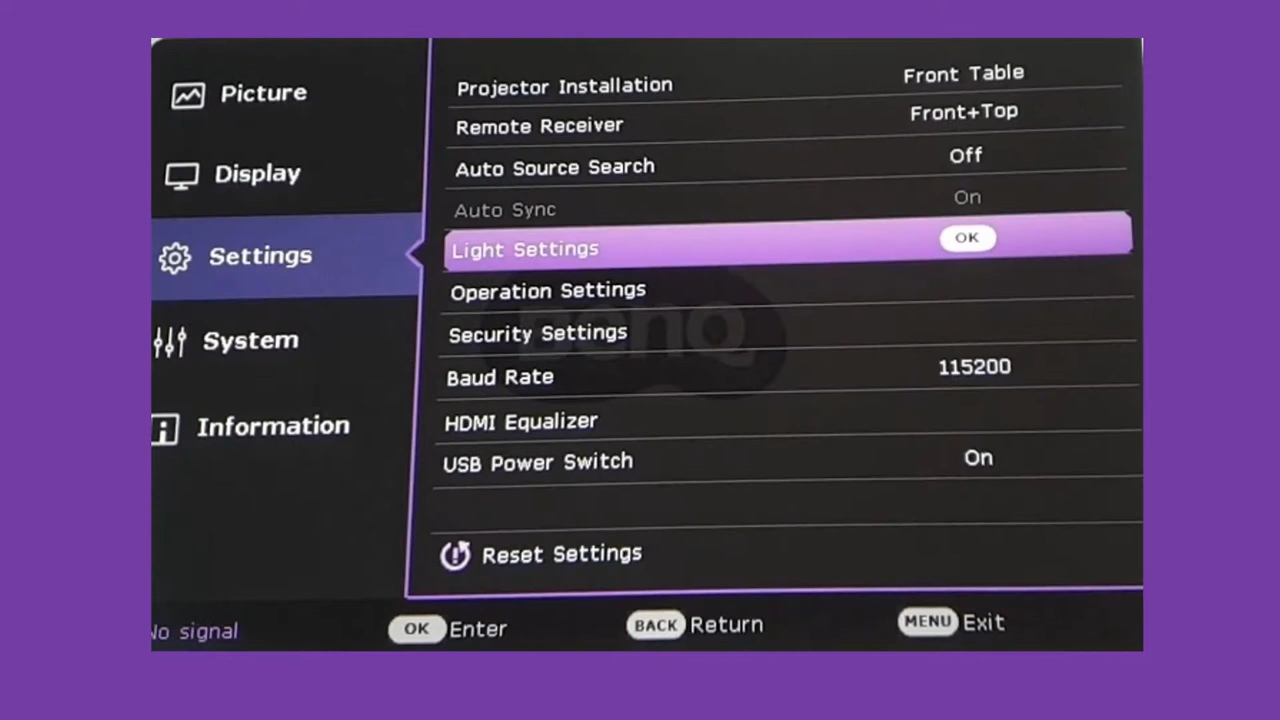 Picture
Display
Settings
System
Information
Projector Installation Front Table
Remote Receiver Front+Top
Auto Source Search Off
Auto Sync On
Light Settings OK
Operation Settings
Security Settings
BenQ
Baud Rate 115200
HDMI Equalizer
USB Power Switch On
Reset Settings
No signal OK Enter BACK Return MENU Exit